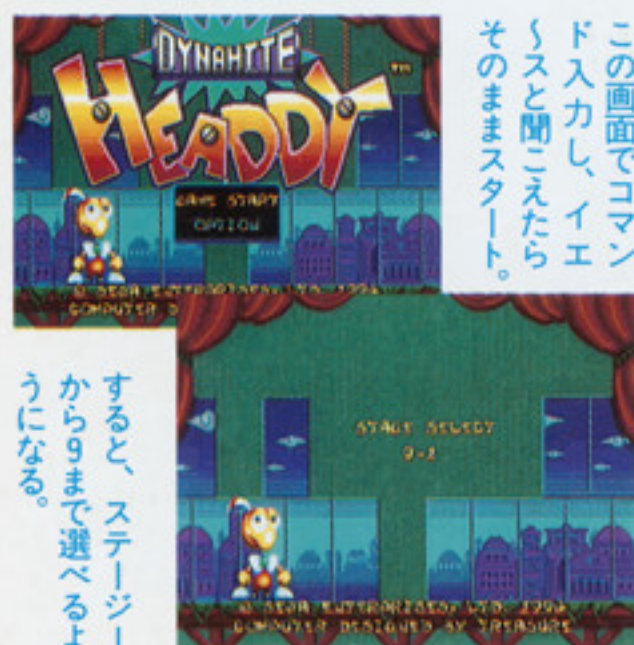 この画面でコマン
ド入力し、イエ
〜スと聞こえたら
そのままスタート。
DYNAMITE
HEADDY
TM
GAME START
OPTION
© SEGA ENTERPRISES, LTD. 1994
COMPUTER D
すると、ステージ1
から9まで選べるよ
うになる。
STAGE SELECT
© SEGA ENTERPRISES, LTD. 1994
COMPUTER DESIGNED BY TREASURE